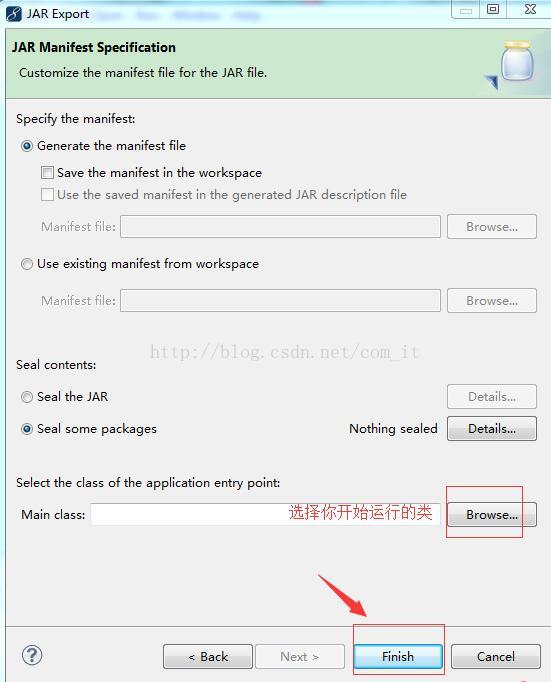 JAR Export
JAR Manifest Specification
Customize the manifest file for the JAR file.
Specify the manifest:
Generate the manifest file
Save the manifest in the workspace
Use the saved manifest in the generated JAR description file
Manifest file: Browse...
Use existing manifest from workspace
Manifest file: Browse...
http://blog.csdn.net/com_it
Seal contents:
Seal the JAR Details...
Seal some packages Nothing sealed Details...
Select the class of the application entry point:
Main class: 选择你开始运行的类 Browse...
? < Back Next > Finish Cancel